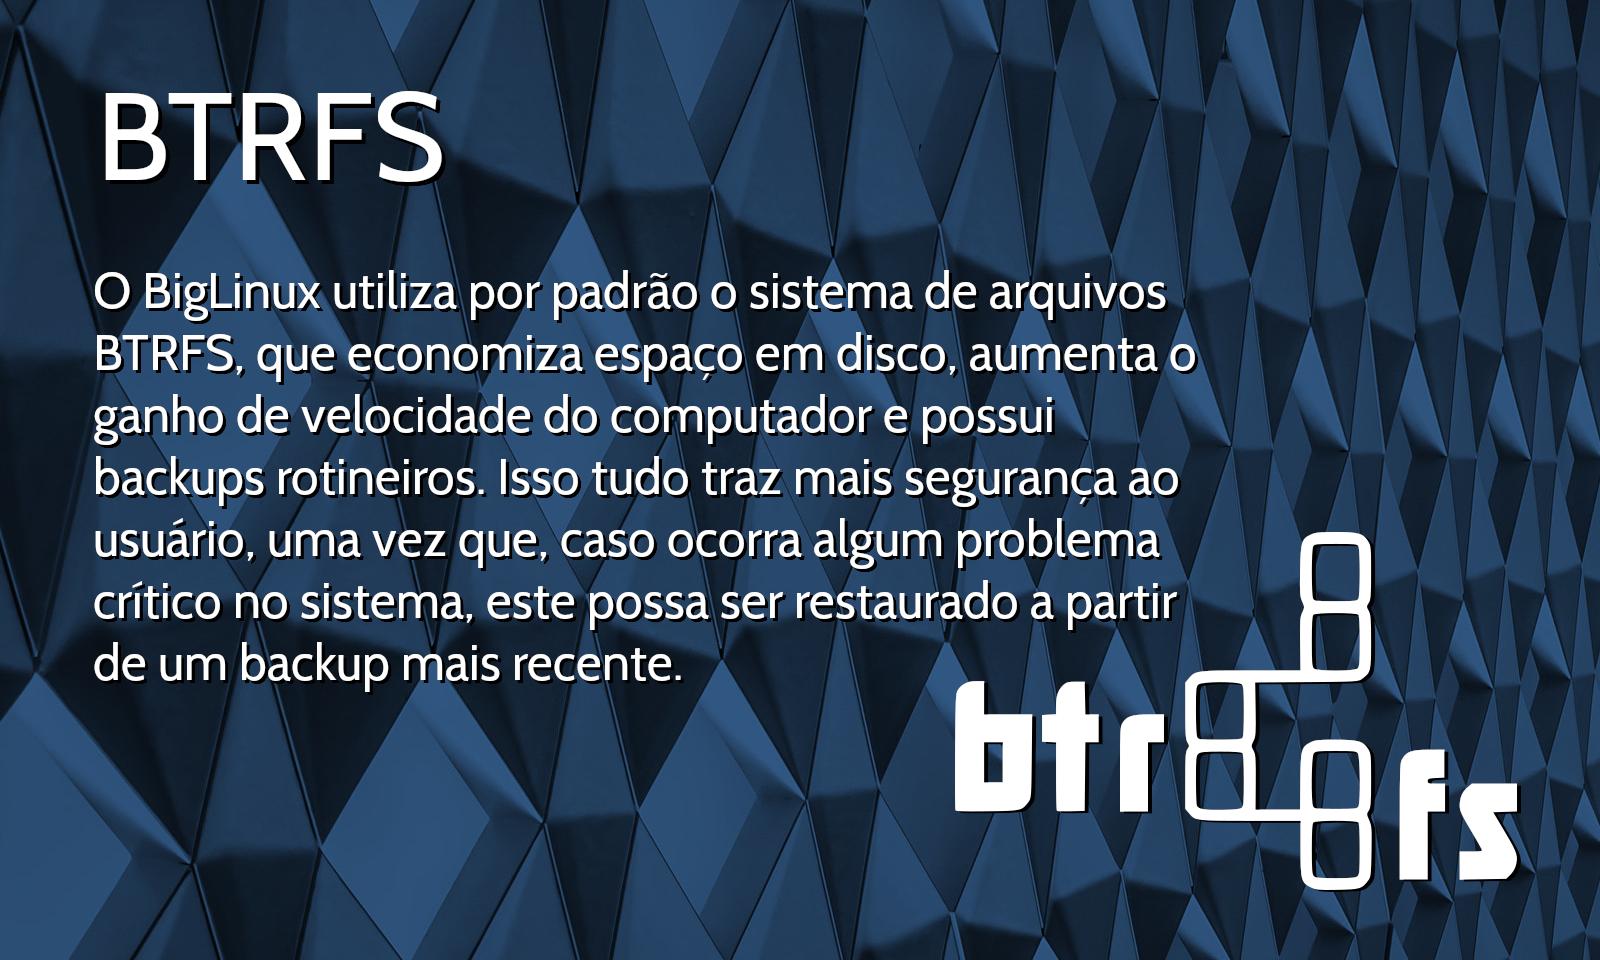 BTRFS
O BigLinux utiliza por padrão o sistema de arquivos
BTRFS, que economiza espaço em disco, aumenta o
ganho de velocidade do computador e possui
backups rotineiros. Isso tudo traz mais segurança ao
usuário, uma vez que, caso ocorra algum problema
crítico no sistema, este possa ser restaurado a partir
de um backup mais recente.
btr fs